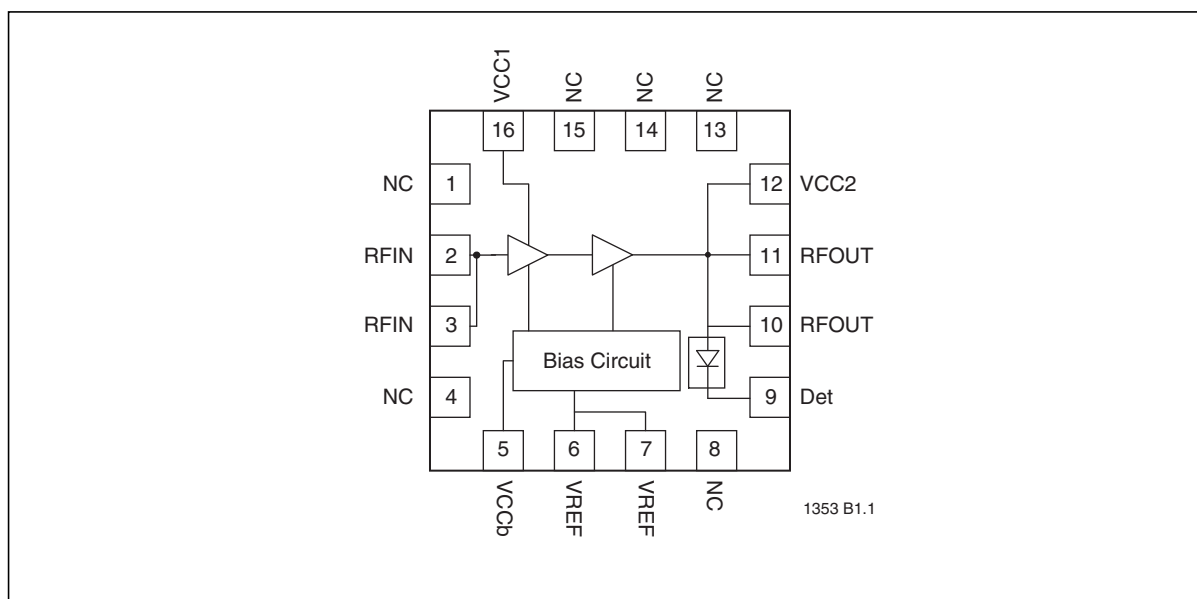 VCC1
NC
NC
NC
16
15
14
13
NC
1
12
VCC2
RFIN
2
11
RFOUT
RFIN
3
10
RFOUT
Bias Circuit
NC
4
9
Det
5
6
7
8
VCCb
VREF
VREF
NC
1353 B1.1